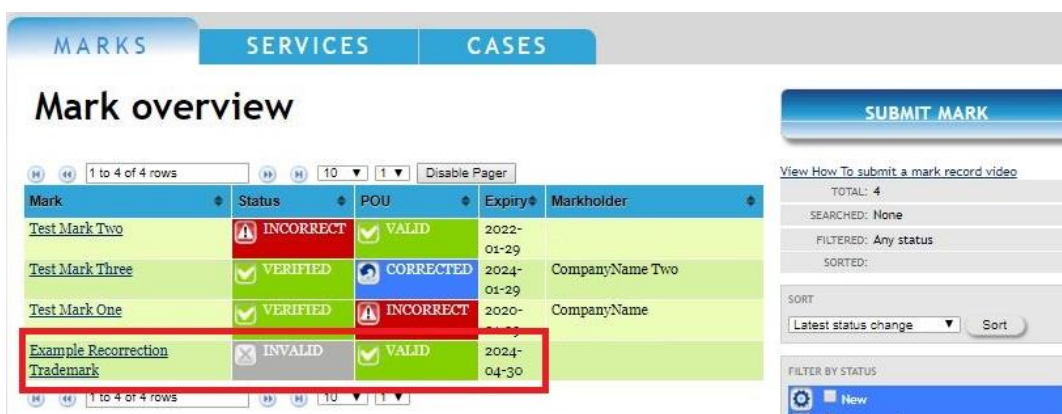 MARKS SERVICES CASES
Mark overview
SUBMIT MARK
View How To submit a mark record video
TOTAL: 4
SEARCHED: None
FILTERED: Any status
SORTED:
SORT
Latest status change Sort
FILTER BY STATUS
New
1 to 4 of 4 rows 10 1 Disable Pager
Mark Status POU Expiry Markholder
Test Mark Two INCORRECT VALID 2022-
01-29
Test Mark Three VERIFIED CORRECTED 2024- CompanyName Two
01-29
Test Mark One VERIFIED INCORRECT 2020- CompanyName
Example Recorrection INVALID VALID 2024-
Trademark 04-30
1 to 4 of 4 rows 10 1